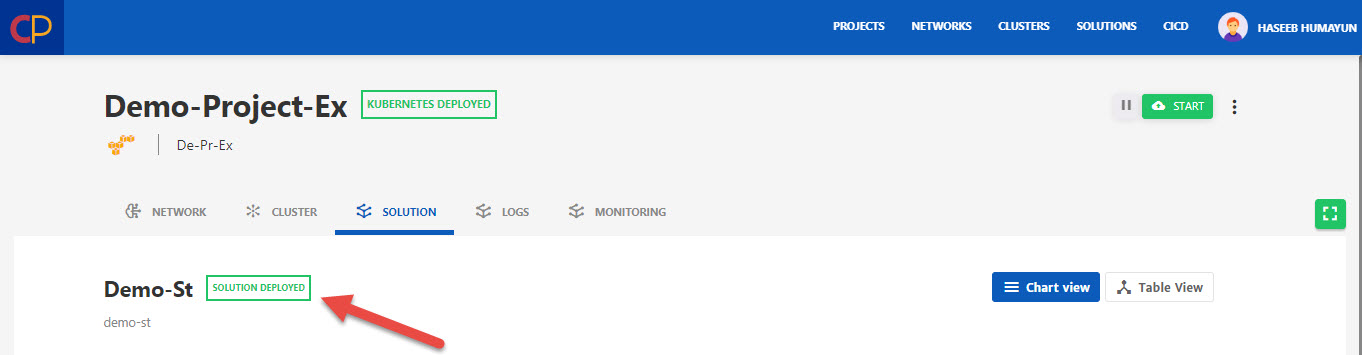 CP
PROJECTS NETWORKS CLUSTERS SOLUTIONS CICD HASEEB HUMAYUN
Demo-Project-Ex KUBERNETES DEPLOYED
START
De-Pr-Ex
NETWORK CLUSTER SOLUTION LOGS MONITORING
Demo-St SOLUTION DEPLOYED
Chart view Table View
demo-st